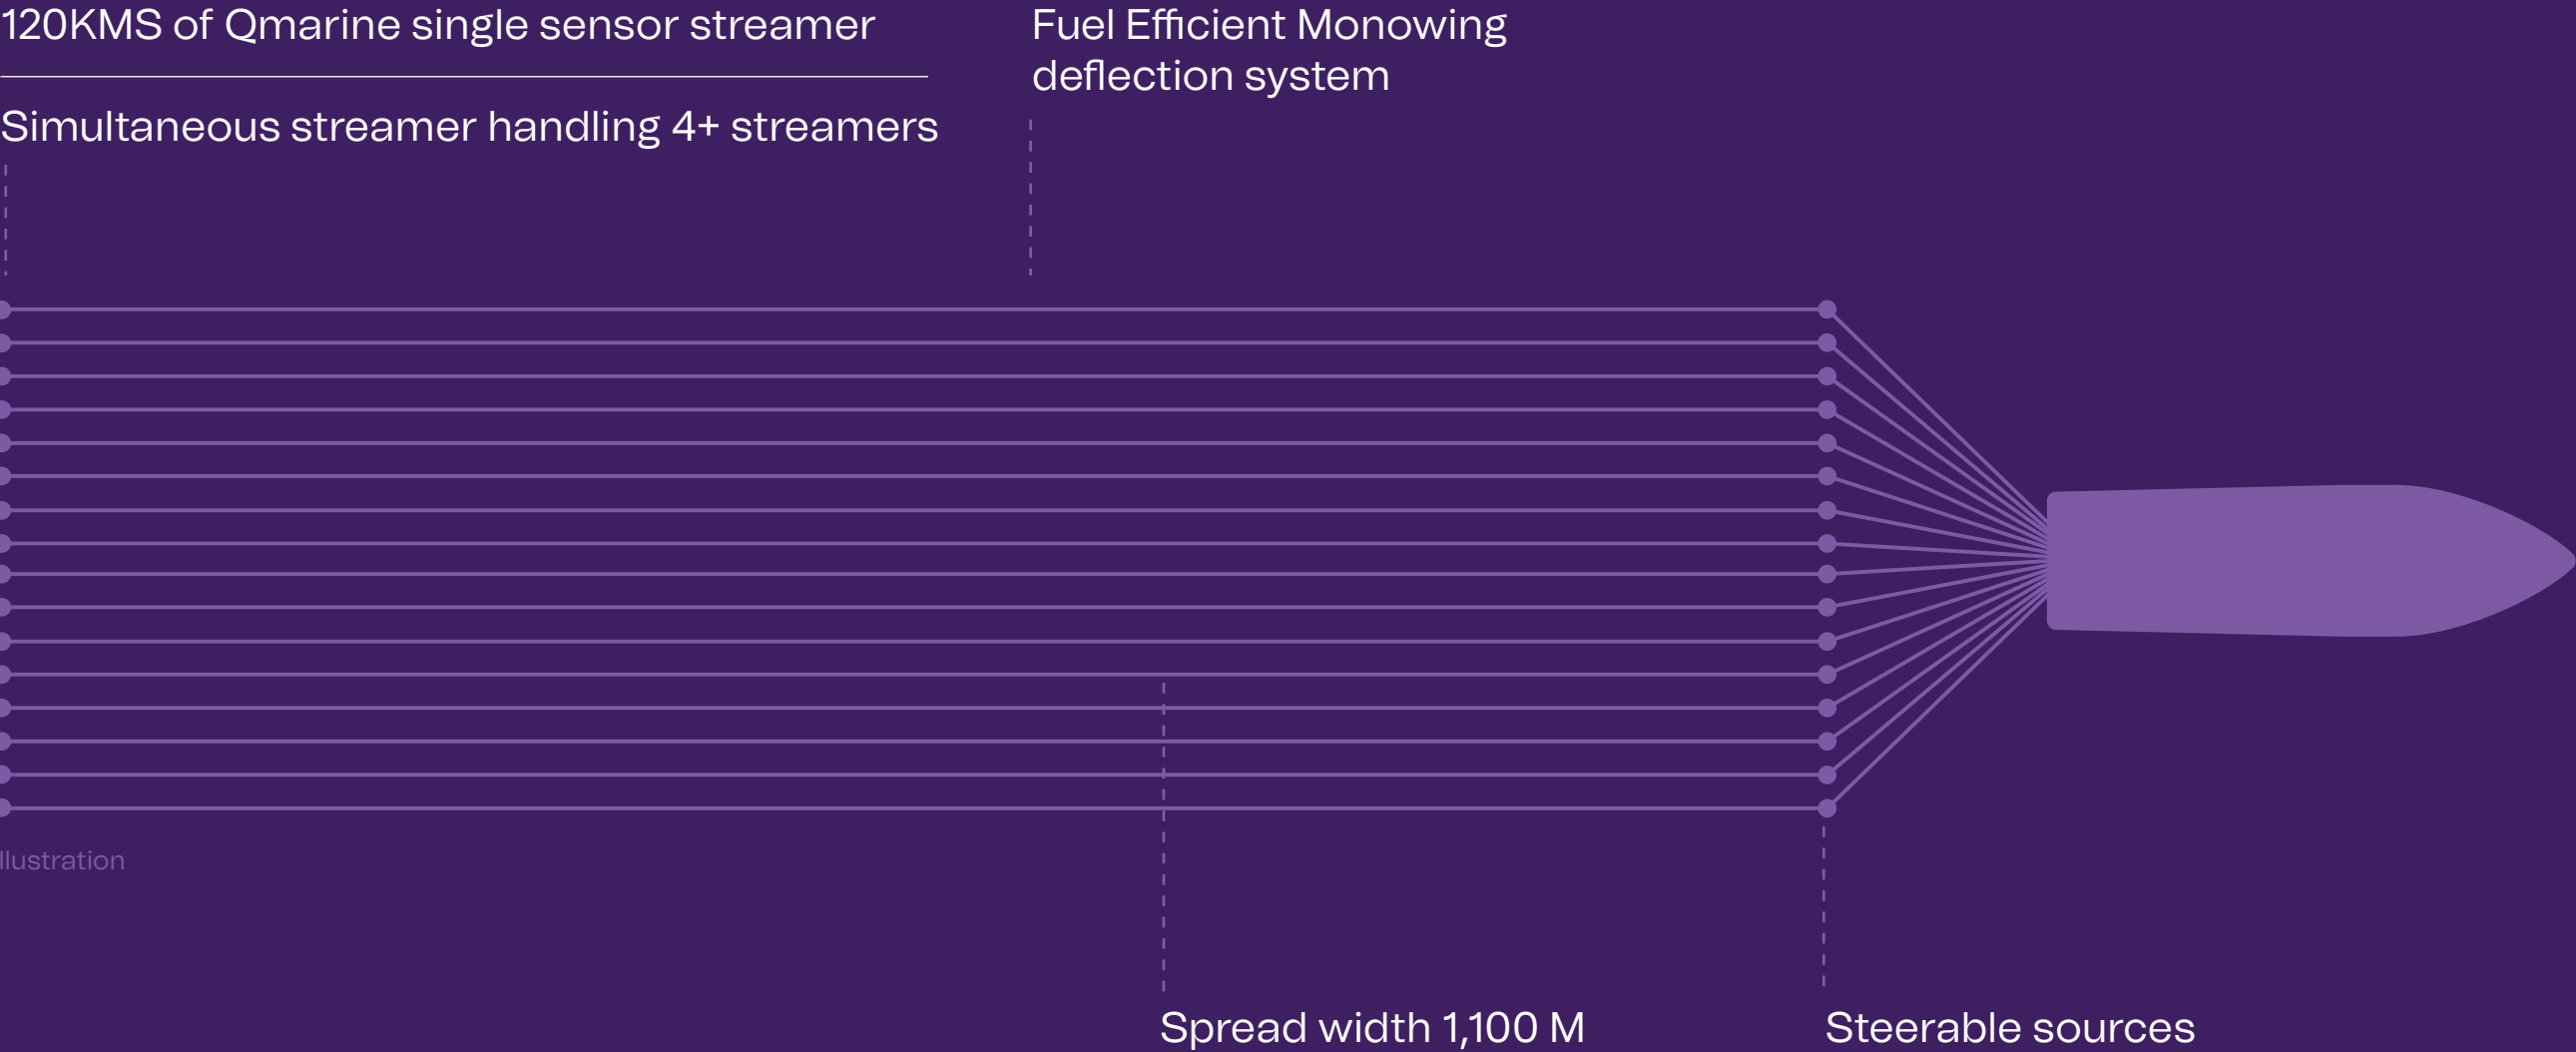 120KMS of Qmarine single sensor streamer
Simultaneous streamer handling 4+ streamers
Fuel Efficient Monowing
deflection system
llustration
Spread width 1,100 M
Steerable sources